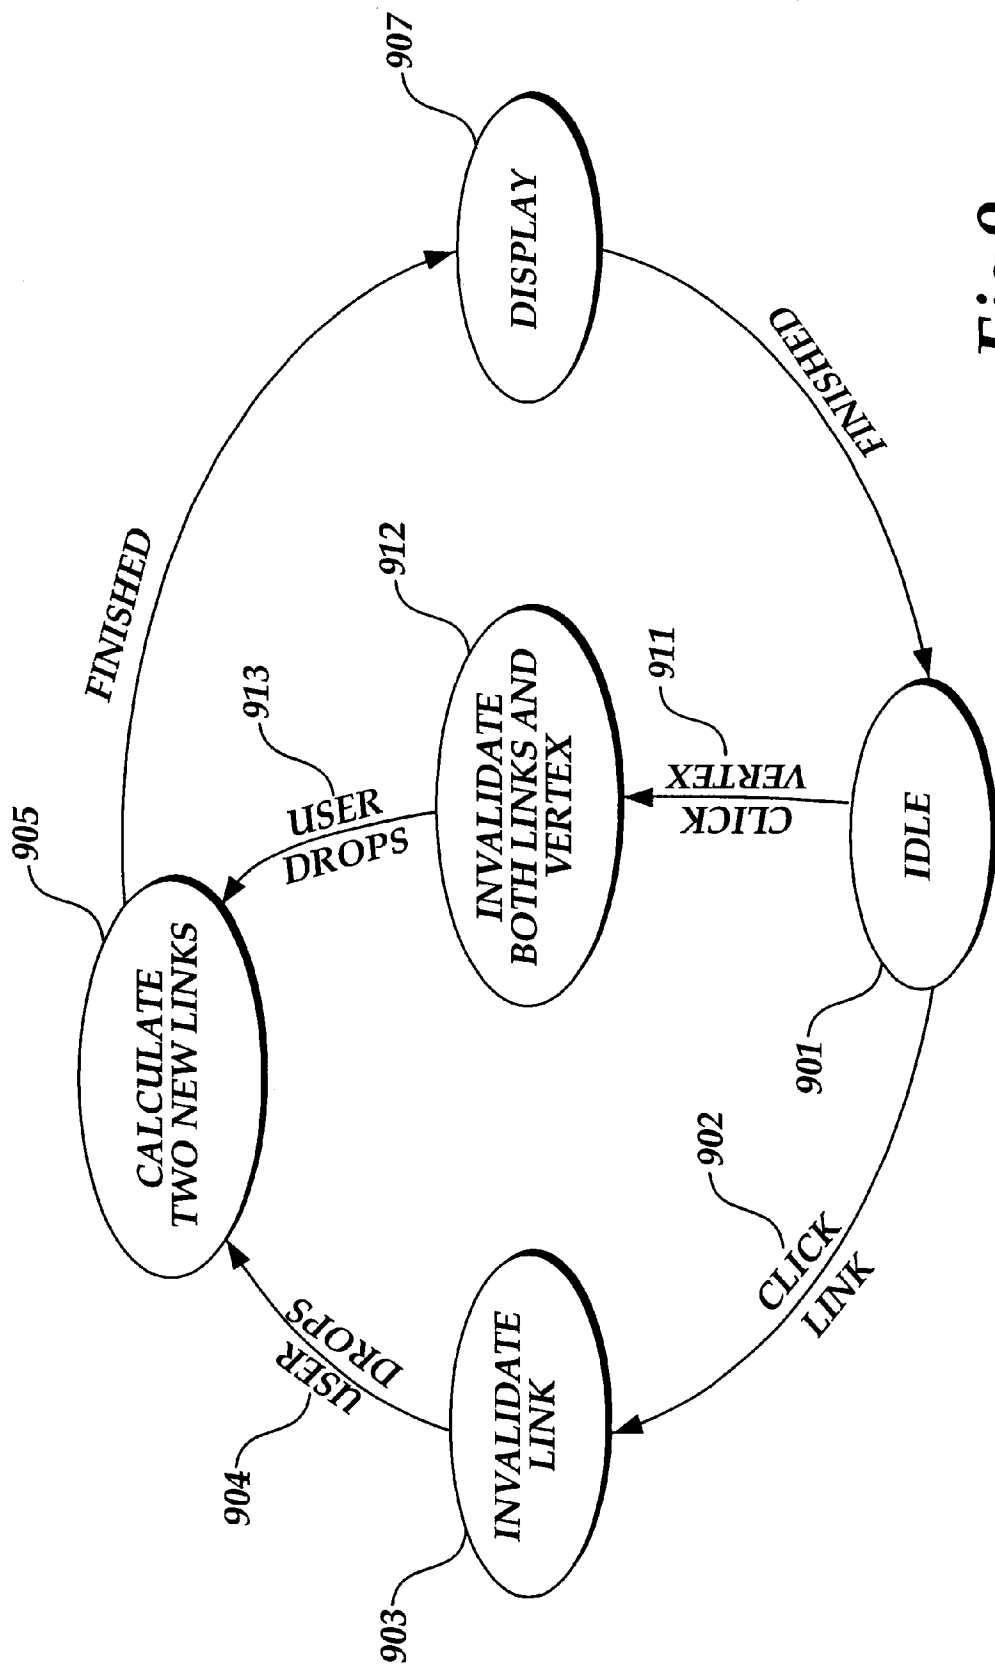 905
CALCULATE
TWO NEW LINKS
FINISHED
907
DISPLAY
904
USER
DROPS
913
USER
DROPS
912
INVALIDATE
BOTH LINKS AND
VERTEX
903
INVALIDATE
LINK
902
CLICK
LINK
911
CLICK
VERTEX
FINISHED
901
IDLE